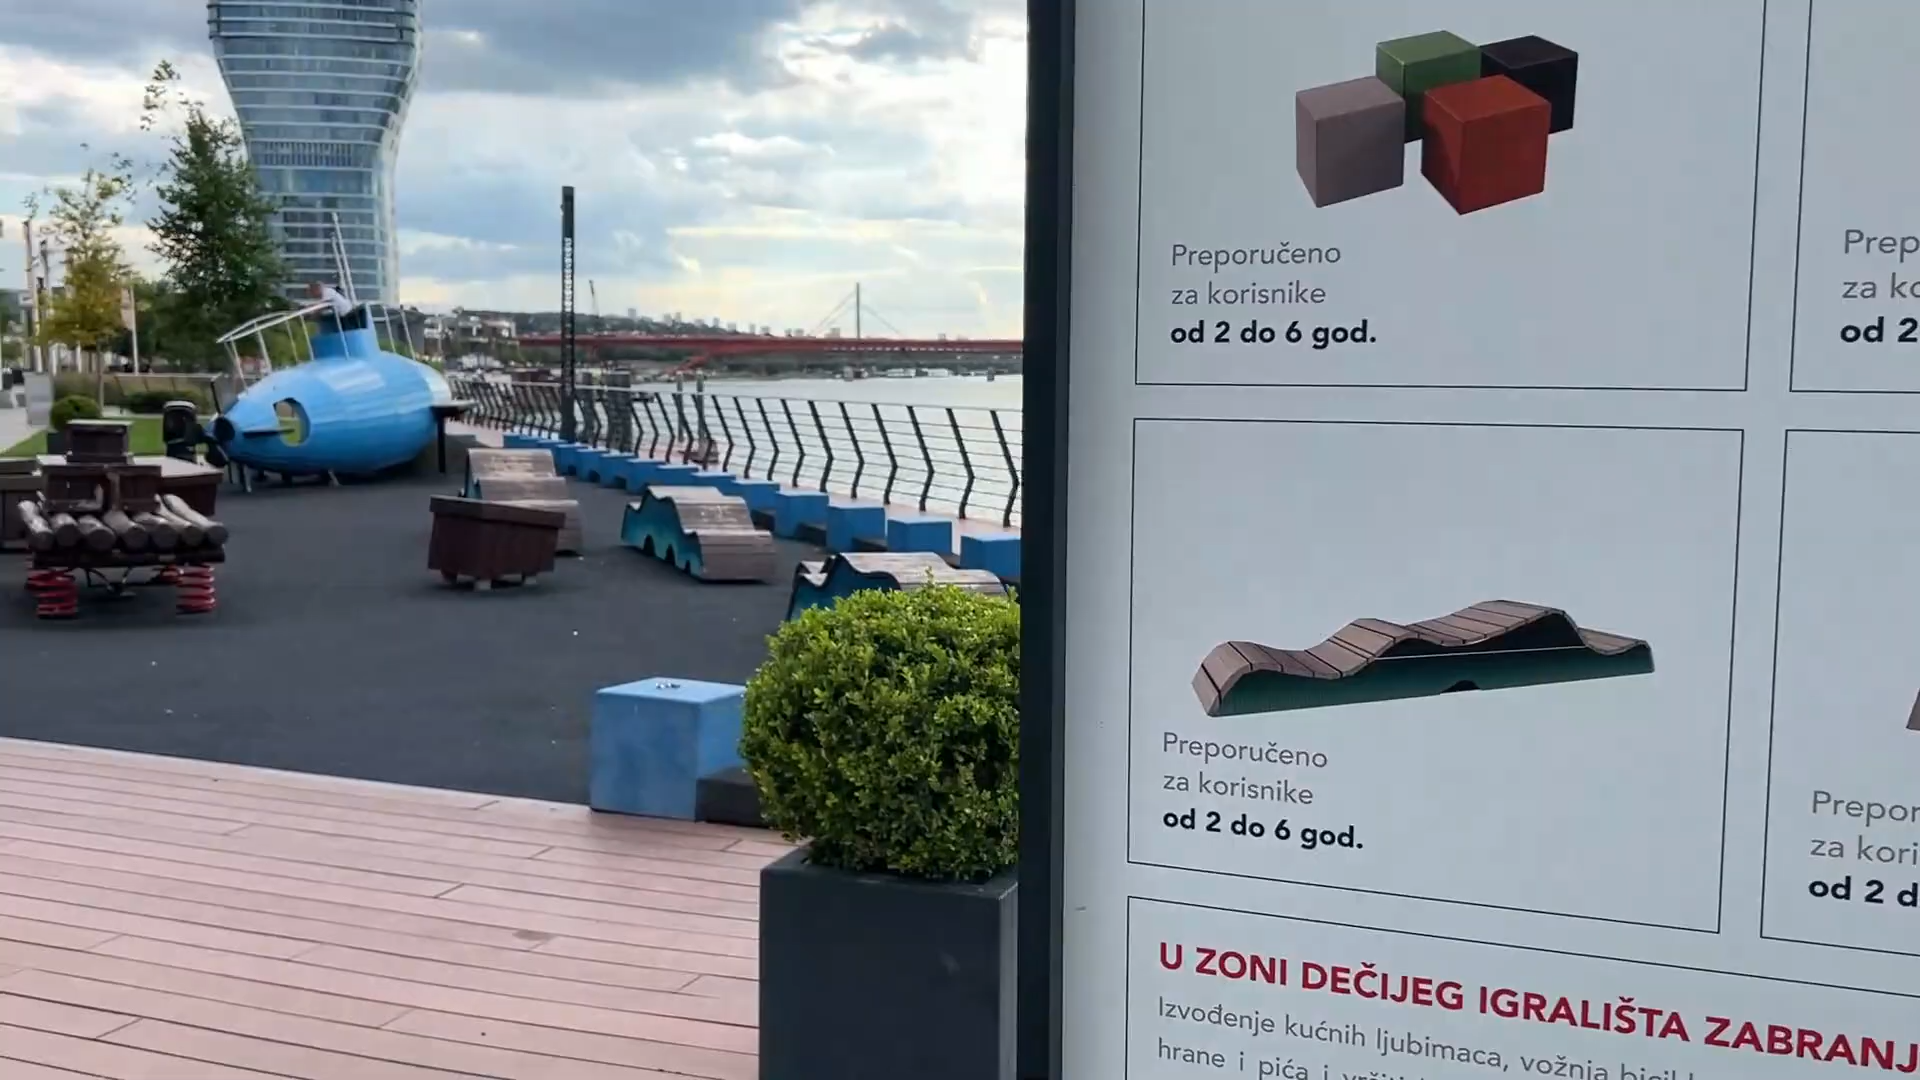 Preporučeno
za korisnike
od 2 do 6 god.
Prep
za ko
od 2
Preporučeno
za korisnike
od 2 do 6 god.
Prepor
za kori
od 2 d
U ZONI DEČIJEG IGRALIŠTA ZABRANJ
Izvođenje kućnih ljubimaca, vožnja
hrane i pića i